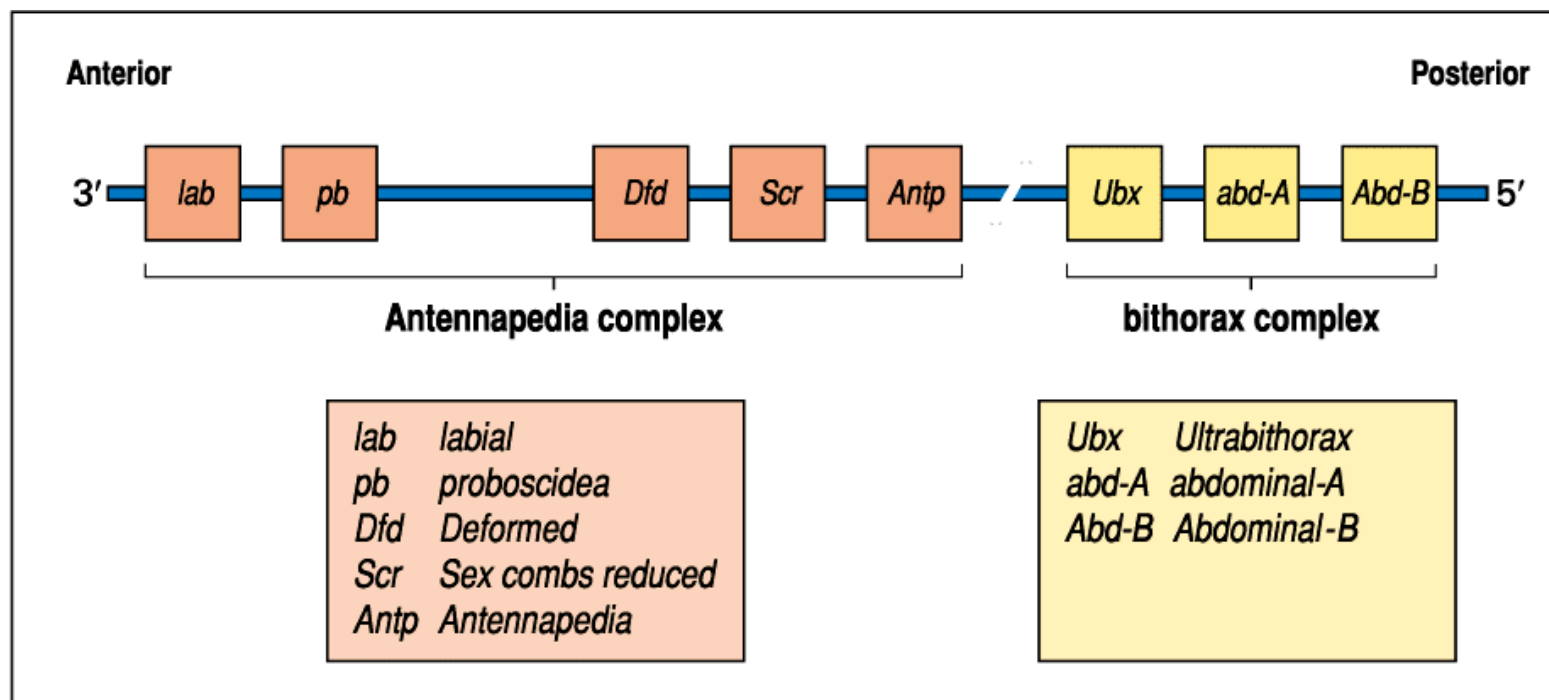 Anterior Posterior
3′ lab pb Dfd Scr Antp Ubx abd-A Abd-B 5′
Antennapedia complex bithorax complex
lab labial
pb proboscidea
Dfd Deformed
Scr Sex combs reduced
Antp Antennapedia
Ubx Ultrabithorax
abd-A abdominal-A
Abd-B Abdominal-B